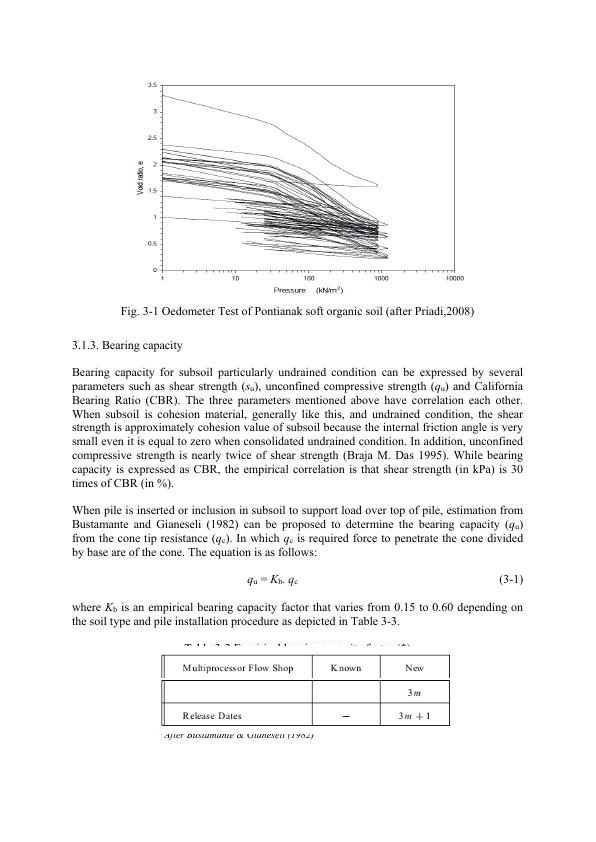 3.5
3
2.5
2
1.5
1
0.5
0
Void ratio, e
1 10 100 1000 10000
Pressure (kN/m²)
Fig. 3-1 Oedometer Test of Pontianak soft organic soil (after Priadi,2008)
3.1.3. Bearing capacity
Bearing capacity for subsoil particularly undrained condition can be expressed by several
parameters such as shear strength (su), unconfined compressive strength (qu) and California
Bearing Ratio (CBR). The three parameters mentioned above have correlation each other.
When subsoil is cohesion material, generally like this, and undrained condition, the shear
strength is approximately cohesion value of subsoil because the internal friction angle is very
small even it is equal to zero when consolidated undrained condition. In addition, unconfined
compressive strength is nearly twice of shear strength (Braja M. Das 1995). While bearing
capacity is expressed as CBR, the empirical correlation is that shear strength (in kPa) is 30
times of CBR (in %).
When pile is inserted or inclusion in subsoil to support load over top of pile, estimation from
Bustamante and Gianeseli (1982) can be proposed to determine the bearing capacity (qu)
from the cone tip resistance (qc). In which qc is required force to penetrate the cone divided
by base are of the cone. The equation is as follows:
qu = Kb. qc (3-1)
where Kb is an empirical bearing capacity factor that varies from 0.15 to 0.60 depending on
the soil type and pile installation procedure as depicted in Table 3-3.
Multiprocessor Flow Shop Known New
3m
Release Dates – 3m + 1
After Bustamante & Gianeseli (1982)